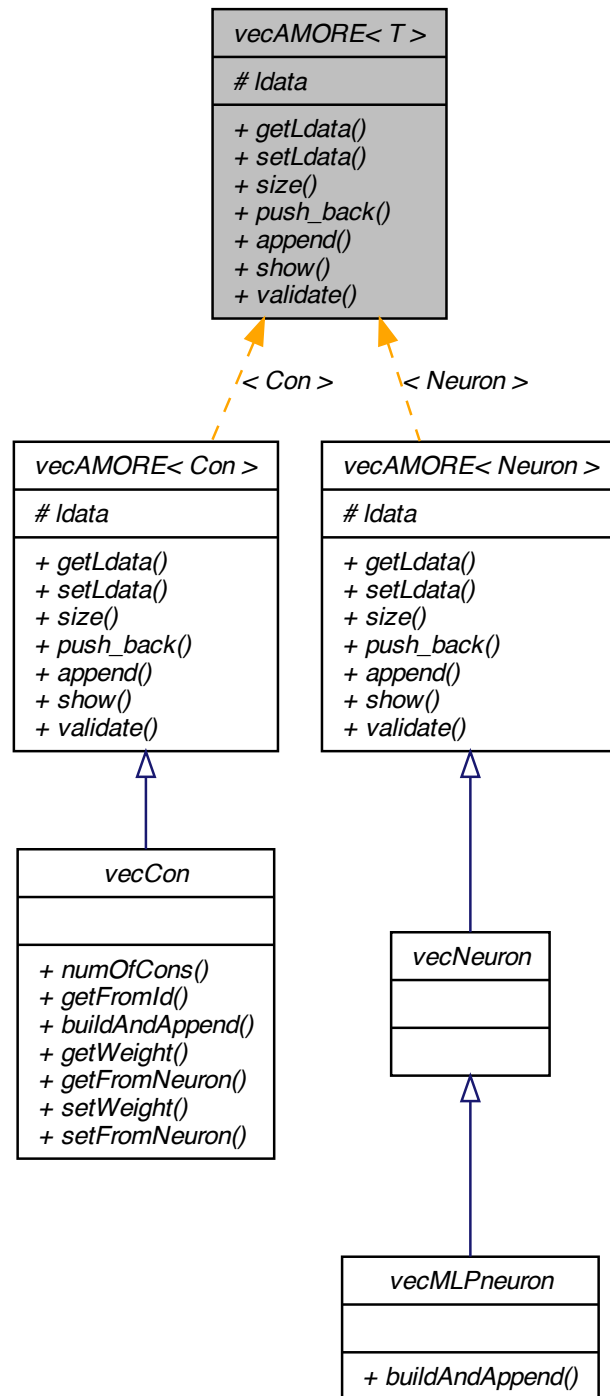 vecAMORE< T >
# ldata
+ getLdata()
+ setLdata()
+ size()
+ push_back()
+ append()
+ show()
+ validate()
< Con >
< Neuron >
vecAMORE< Con >
# ldata
+ getLdata()
+ setLdata()
+ size()
+ push_back()
+ append()
+ show()
+ validate()
vecAMORE< Neuron >
# ldata
+ getLdata()
+ setLdata()
+ size()
+ push_back()
+ append()
+ show()
+ validate()
vecCon
+ numOfCons()
+ getFromId()
+ buildAndAppend()
+ getWeight()
+ getFromNeuron()
+ setWeight()
+ setFromNeuron()
vecNeuron
vecMLPneuron
+ buildAndAppend()